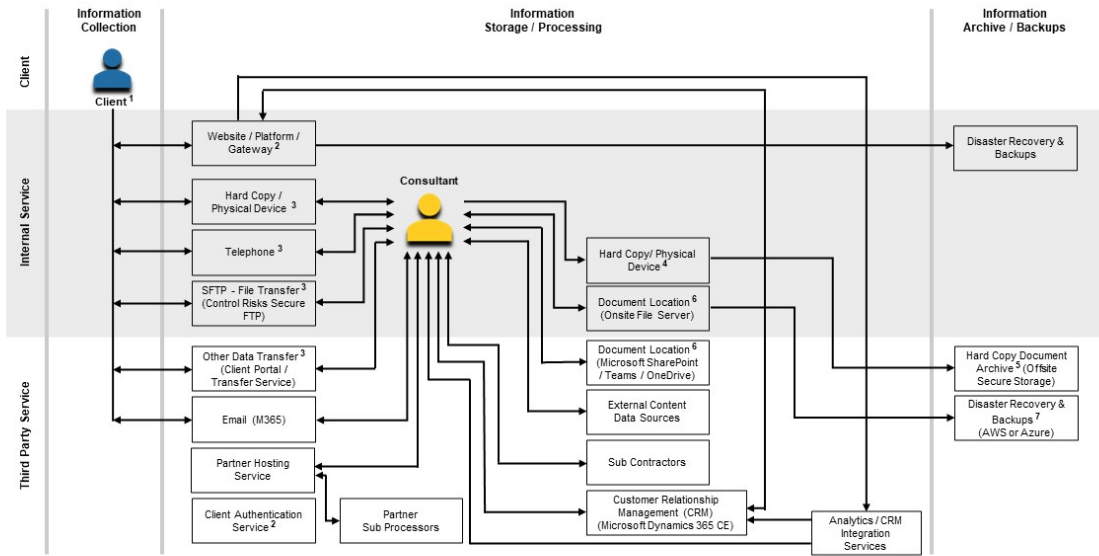 Information
Collection
Information
Storage / Processing
Information
Archive / Backups
Client
Client 1
Internal Service
Website / Platform /
Gateway 2
Disaster Recovery &
Backups
Consultant
Hard Copy /
Physical Device 3
Telephone 3
SFTP - File Transfer 3
(Control Risks Secure
FTP)
Hard Copy/ Physical
Device 4
Document Location 6
(Onsite File Server)
Third Party Service
Other Data Transfer 3
(Client Portal /
Transfer Service)
Document Location 6
(Microsoft SharePoint
/ Teams / OneDrive)
Hard Copy Document
Archive 5 (Offsite
Secure Storage)
Email (M365)
External Content
Data Sources
Disaster Recovery &
Backups 7
(AWS or Azure)
Partner Hosting
Service
Sub Contractors
Client Authentication
Service 2
Partner
Sub Processors
Customer Relationship
Management (CRM)
(Microsoft Dynamics 365 CE)
Analytics / CRM
Integration
Services